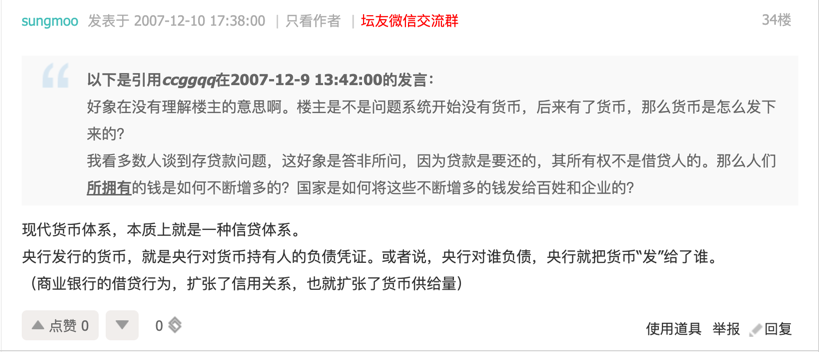 sungmoo 发表于 2007-12-10 17:38:00 | 只看作者 | 坛友微信交流群 34楼
以下是引用ccggqq在2007-12-9 13:42:00的发言：
好象在没有理解楼主的意思啊。楼主是不是问题系统开始没有货币，后来有了货币，那么货币是怎么发下
来的？
我看多数人谈到存贷款问题，这好象是答非所问，因为贷款是要还的，其所有权不是借贷人的。那么人们
所拥有的钱是如何不断增多的？国家是如何将这些不断增多的钱发给百姓和企业的？
现代货币体系，本质上就是一种信贷体系。
央行发行的货币，就是央行对货币持有人的负债凭证。或者说，央行对谁负债，央行就把货币“发”给了谁。
（商业银行的借贷行为，扩张了信用关系，也就扩张了货币供给量）
点赞 0 0 使用道具 举报 回复